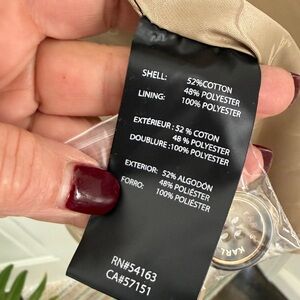 SHELL: 52%COTTON
48% POLYESTER
LINING: 100% POLYESTER
EXTÉRIEUR: 52 % COTON
48 % POLYESTER
DOUBLURE :100% POLYESTER
EXTERIOR: 52% ALGODÓN
48% POLIÉSTER
FORRO: 100% POLIÉSTER
RN#54163
CA#57151
KARL